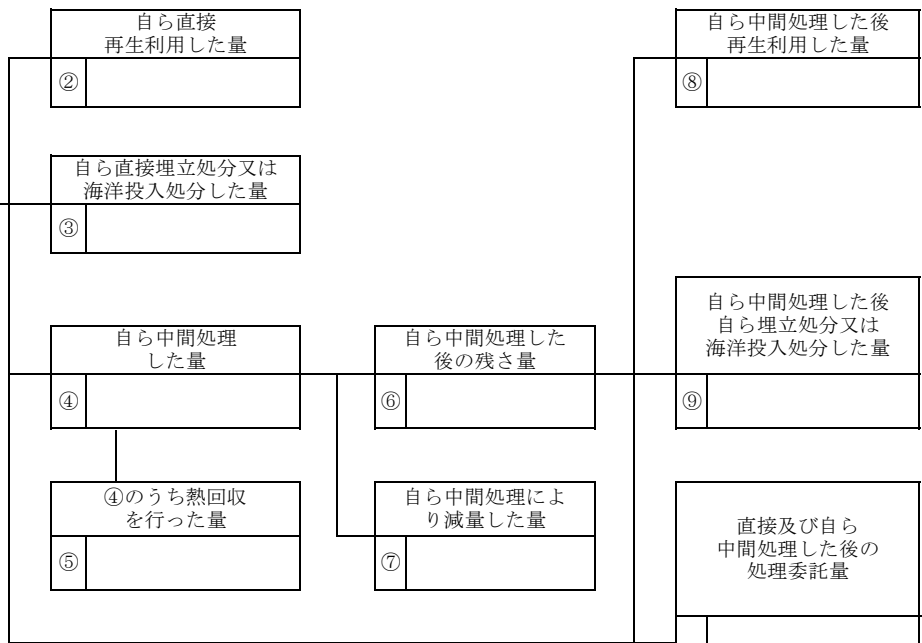 自ら直接
再生利用した量
②
自ら直接埋立処分又は
海洋投入処分した量
③
自ら中間処理
した量
④
④のうち熱回収
を行った量
⑤
自ら中間処理した
後の残さ量
⑥
自ら中間処理によ
り減量した量
⑦
自ら中間処理した後
再生利用した量
⑧
自ら中間処理した後
自ら埋立処分又は
海洋投入処分した量
⑨
直接及び自ら
中間処理した後の
処理委託量